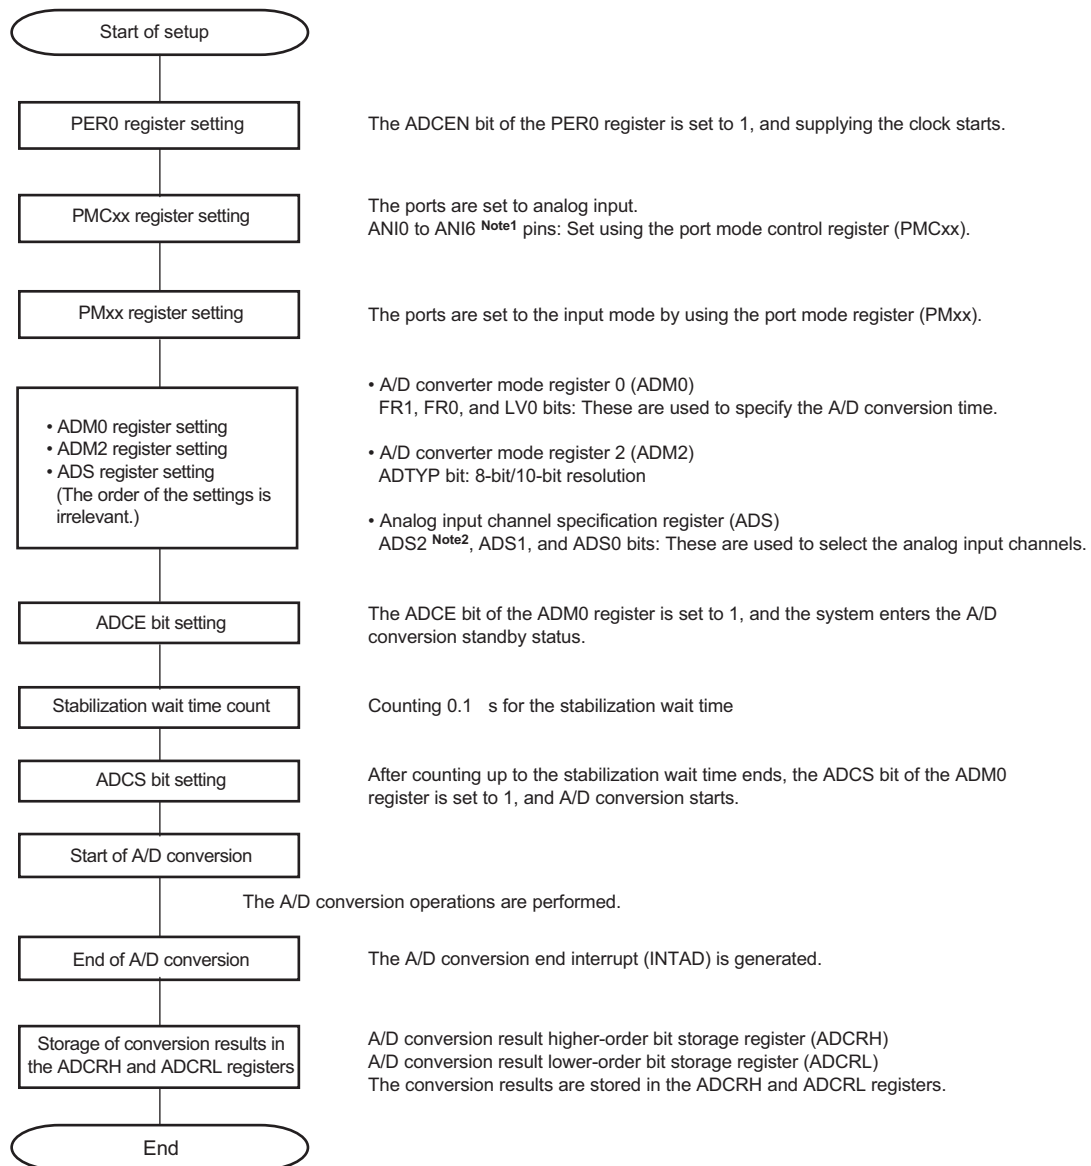 Start of setup
PER0 register setting
The ADCEN bit of the PER0 register is set to 1, and supplying the clock starts.
PMCxx register setting
The ports are set to analog input.
ANI0 to ANI6 Note1 pins: Set using the port mode control register (PMCxx).
PMxx register setting
The ports are set to the input mode by using the port mode register (PMxx).
• ADM0 register setting
• ADM2 register setting
• ADS register setting
(The order of the settings is
irrelevant.)
• A/D converter mode register 0 (ADM0)
FR1, FR0, and LV0 bits: These are used to specify the A/D conversion time.
• A/D converter mode register 2 (ADM2)
ADTYP bit: 8-bit/10-bit resolution
• Analog input channel specification register (ADS)
ADS2 Note2, ADS1, and ADS0 bits: These are used to select the analog input channels.
ADCE bit setting
The ADCE bit of the ADM0 register is set to 1, and the system enters the A/D
conversion standby status.
Stabilization wait time count
Counting 0.1 s for the stabilization wait time
ADCS bit setting
After counting up to the stabilization wait time ends, the ADCS bit of the ADM0
register is set to 1, and A/D conversion starts.
Start of A/D conversion
The A/D conversion operations are performed.
End of A/D conversion
The A/D conversion end interrupt (INTAD) is generated.
Storage of conversion results in
the ADCRH and ADCRL registers
A/D conversion result higher-order bit storage register (ADCRH)
A/D conversion result lower-order bit storage register (ADCRL)
The conversion results are stored in the ADCRH and ADCRL registers.
End